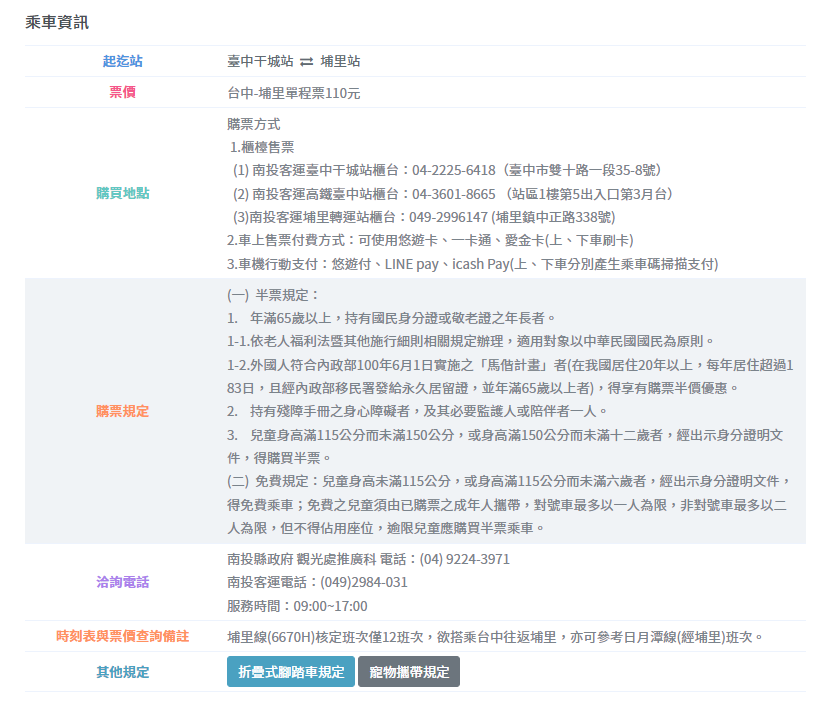 乘車資訊
起迄站
臺中干城站 ⇄ 埔里站
票價
台中-埔里單程票110元
購買地點
購票方式
1.櫃檯售票
(1) 南投客運臺中干城站櫃台：04-2225-6418（臺中市雙十路一段35-8號）
(2) 南投客運高鐵臺中站櫃台：04-3601-8665 （站區1樓第5出入口第3月台）
(3)南投客運埔里轉運站櫃台：049-2996147 (埔里鎮中正路338號)
2.車上售票付費方式：可使用悠遊卡、一卡通、愛金卡(上、下車刷卡)
3.車機行動支付：悠遊付、LINE pay、icash Pay(上、下車分別產生乘車碼掃描支付)
購票規定
(一) 半票規定：
1. 年滿65歲以上，持有國民身分證或敬老證之年長者。
1-1.依老人福利法暨其他施行細則相關規定辦理，適用對象以中華民國國民為原則。
1-2.外國人符合內政部100年6月1日實施之「馬偕計畫」者(在我國居住20年以上，每年居住超過1
83日，且經內政部移民署發給永久居留證，並年滿65歲以上者)，得享有購票半價優惠。
2. 持有殘障手冊之身心障礙者，及其必要監護人或陪伴者一人。
3. 兒童身高滿115公分而未滿150公分，或身高滿150公分而未滿十二歲者，經出示身分證明文
件，得購買半票。
(二) 免費規定：兒童身高未滿115公分，或身高滿115公分而未滿六歲者，經出示身分證明文件，
得免費乘車；免費之兒童須由已購票之成年人攜帶，對號車最多以一人為限，非對號車最多以二
人為限，但不得佔用座位，逾限兒童應購買半票乘車。
洽詢電話
南投縣政府 觀光處推廣科 電話：(04) 9224-3971
南投客運電話：(049)2984-031
服務時間：09:00~17:00
時刻表與票價查詢備註
埔里線(6670H)核定班次僅12班次，欲搭乘台中往返埔里，亦可參考日月潭線(經埔里)班次。
其他規定
折疊式腳踏車規定 寵物攜帶規定